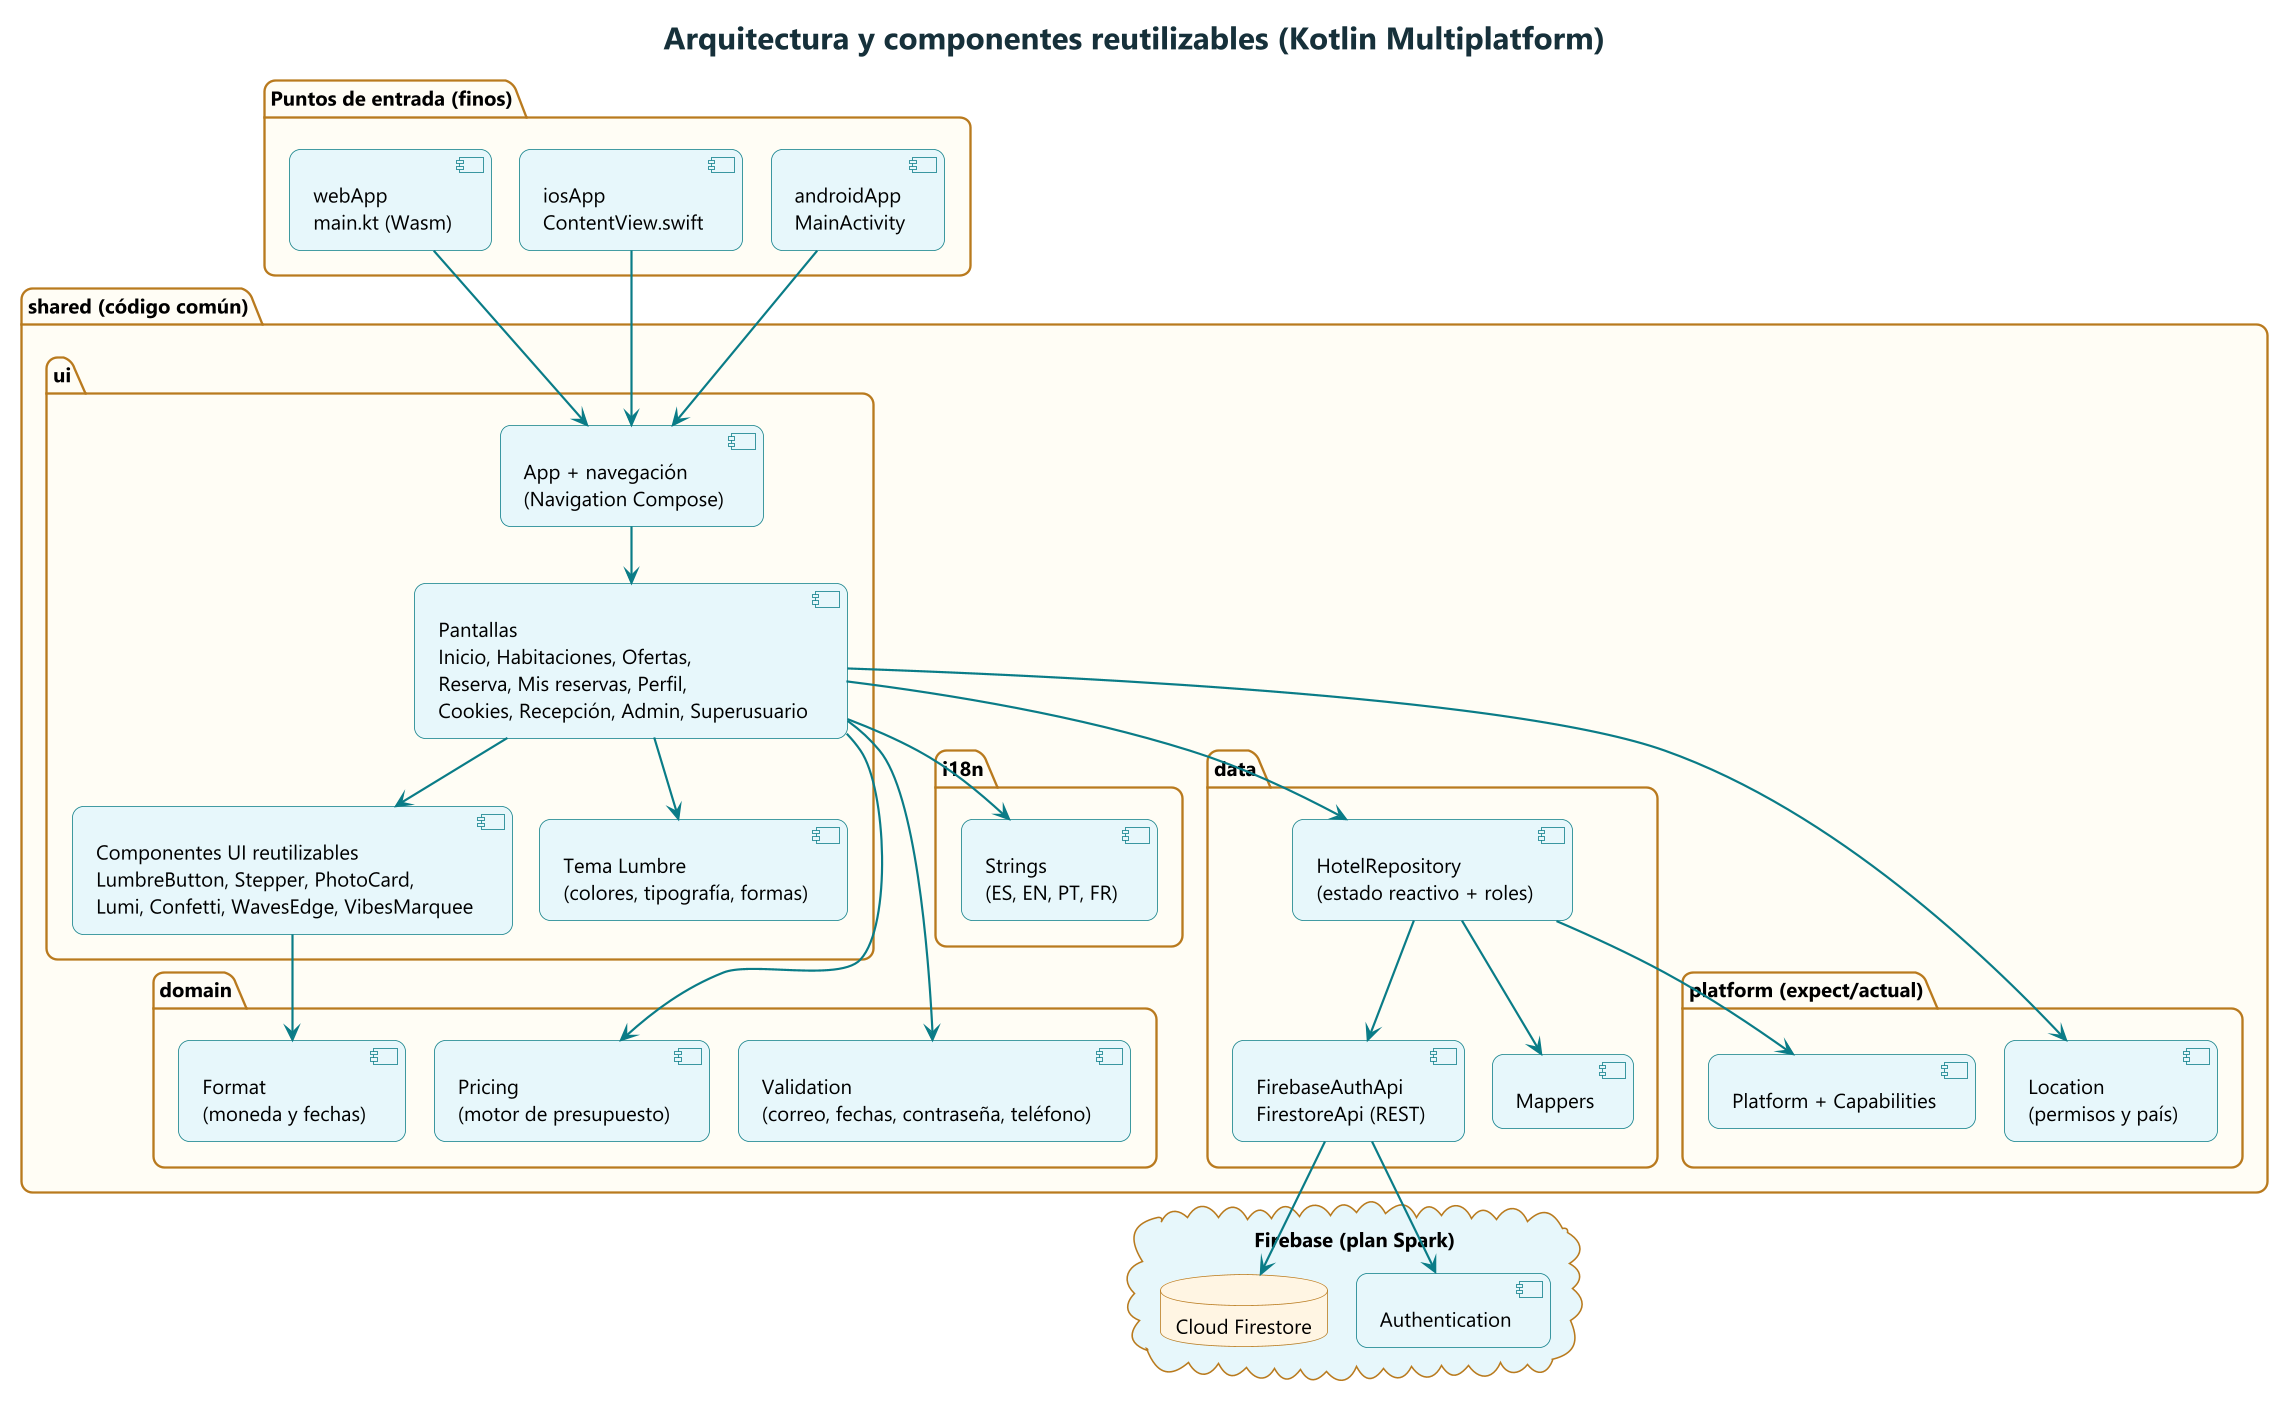 Arquitectura y componentes reutilizables (Kotlin Multiplatform)
Puntos de entrada (finos)
webApp
main.kt (Wasm)
iosApp
ContentView.swift
androidApp
MainActivity
shared (código común)
ui
App + navegación
(Navigation Compose)
Pantallas
Inicio, Habitaciones, Ofertas,
Reserva, Mis reservas, Perfil,
Cookies, Recepción, Admin, Superusuario
Componentes UI reutilizables
LumbreButton, Stepper, PhotoCard,
Lumi, Confetti, WavesEdge, VibesMarquee
Tema Lumbre
(colores, tipografía, formas)
i18n
Strings
(ES, EN, PT, FR)
data
HotelRepository
(estado reactivo + roles)
FirebaseAuthApi
FirestoreApi (REST)
Mappers
domain
Format
(moneda y fechas)
Pricing
(motor de presupuesto)
Validation
(correo, fechas, contraseña, teléfono)
platform (expect/actual)
Platform + Capabilities
Location
(permisos y país)
Firebase (plan Spark)
Cloud Firestore
Authentication